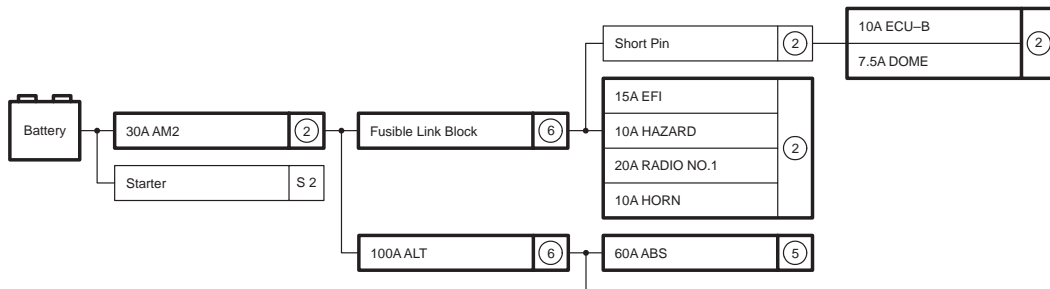 Short Pin 2
10A ECU–B 2
7.5A DOME
Battery
30A AM2 2
Fusible Link Block 6
15A EFI 2
10A HAZARD
20A RADIO NO.1
10A HORN
Starter S 2
100A ALT 6
60A ABS 5